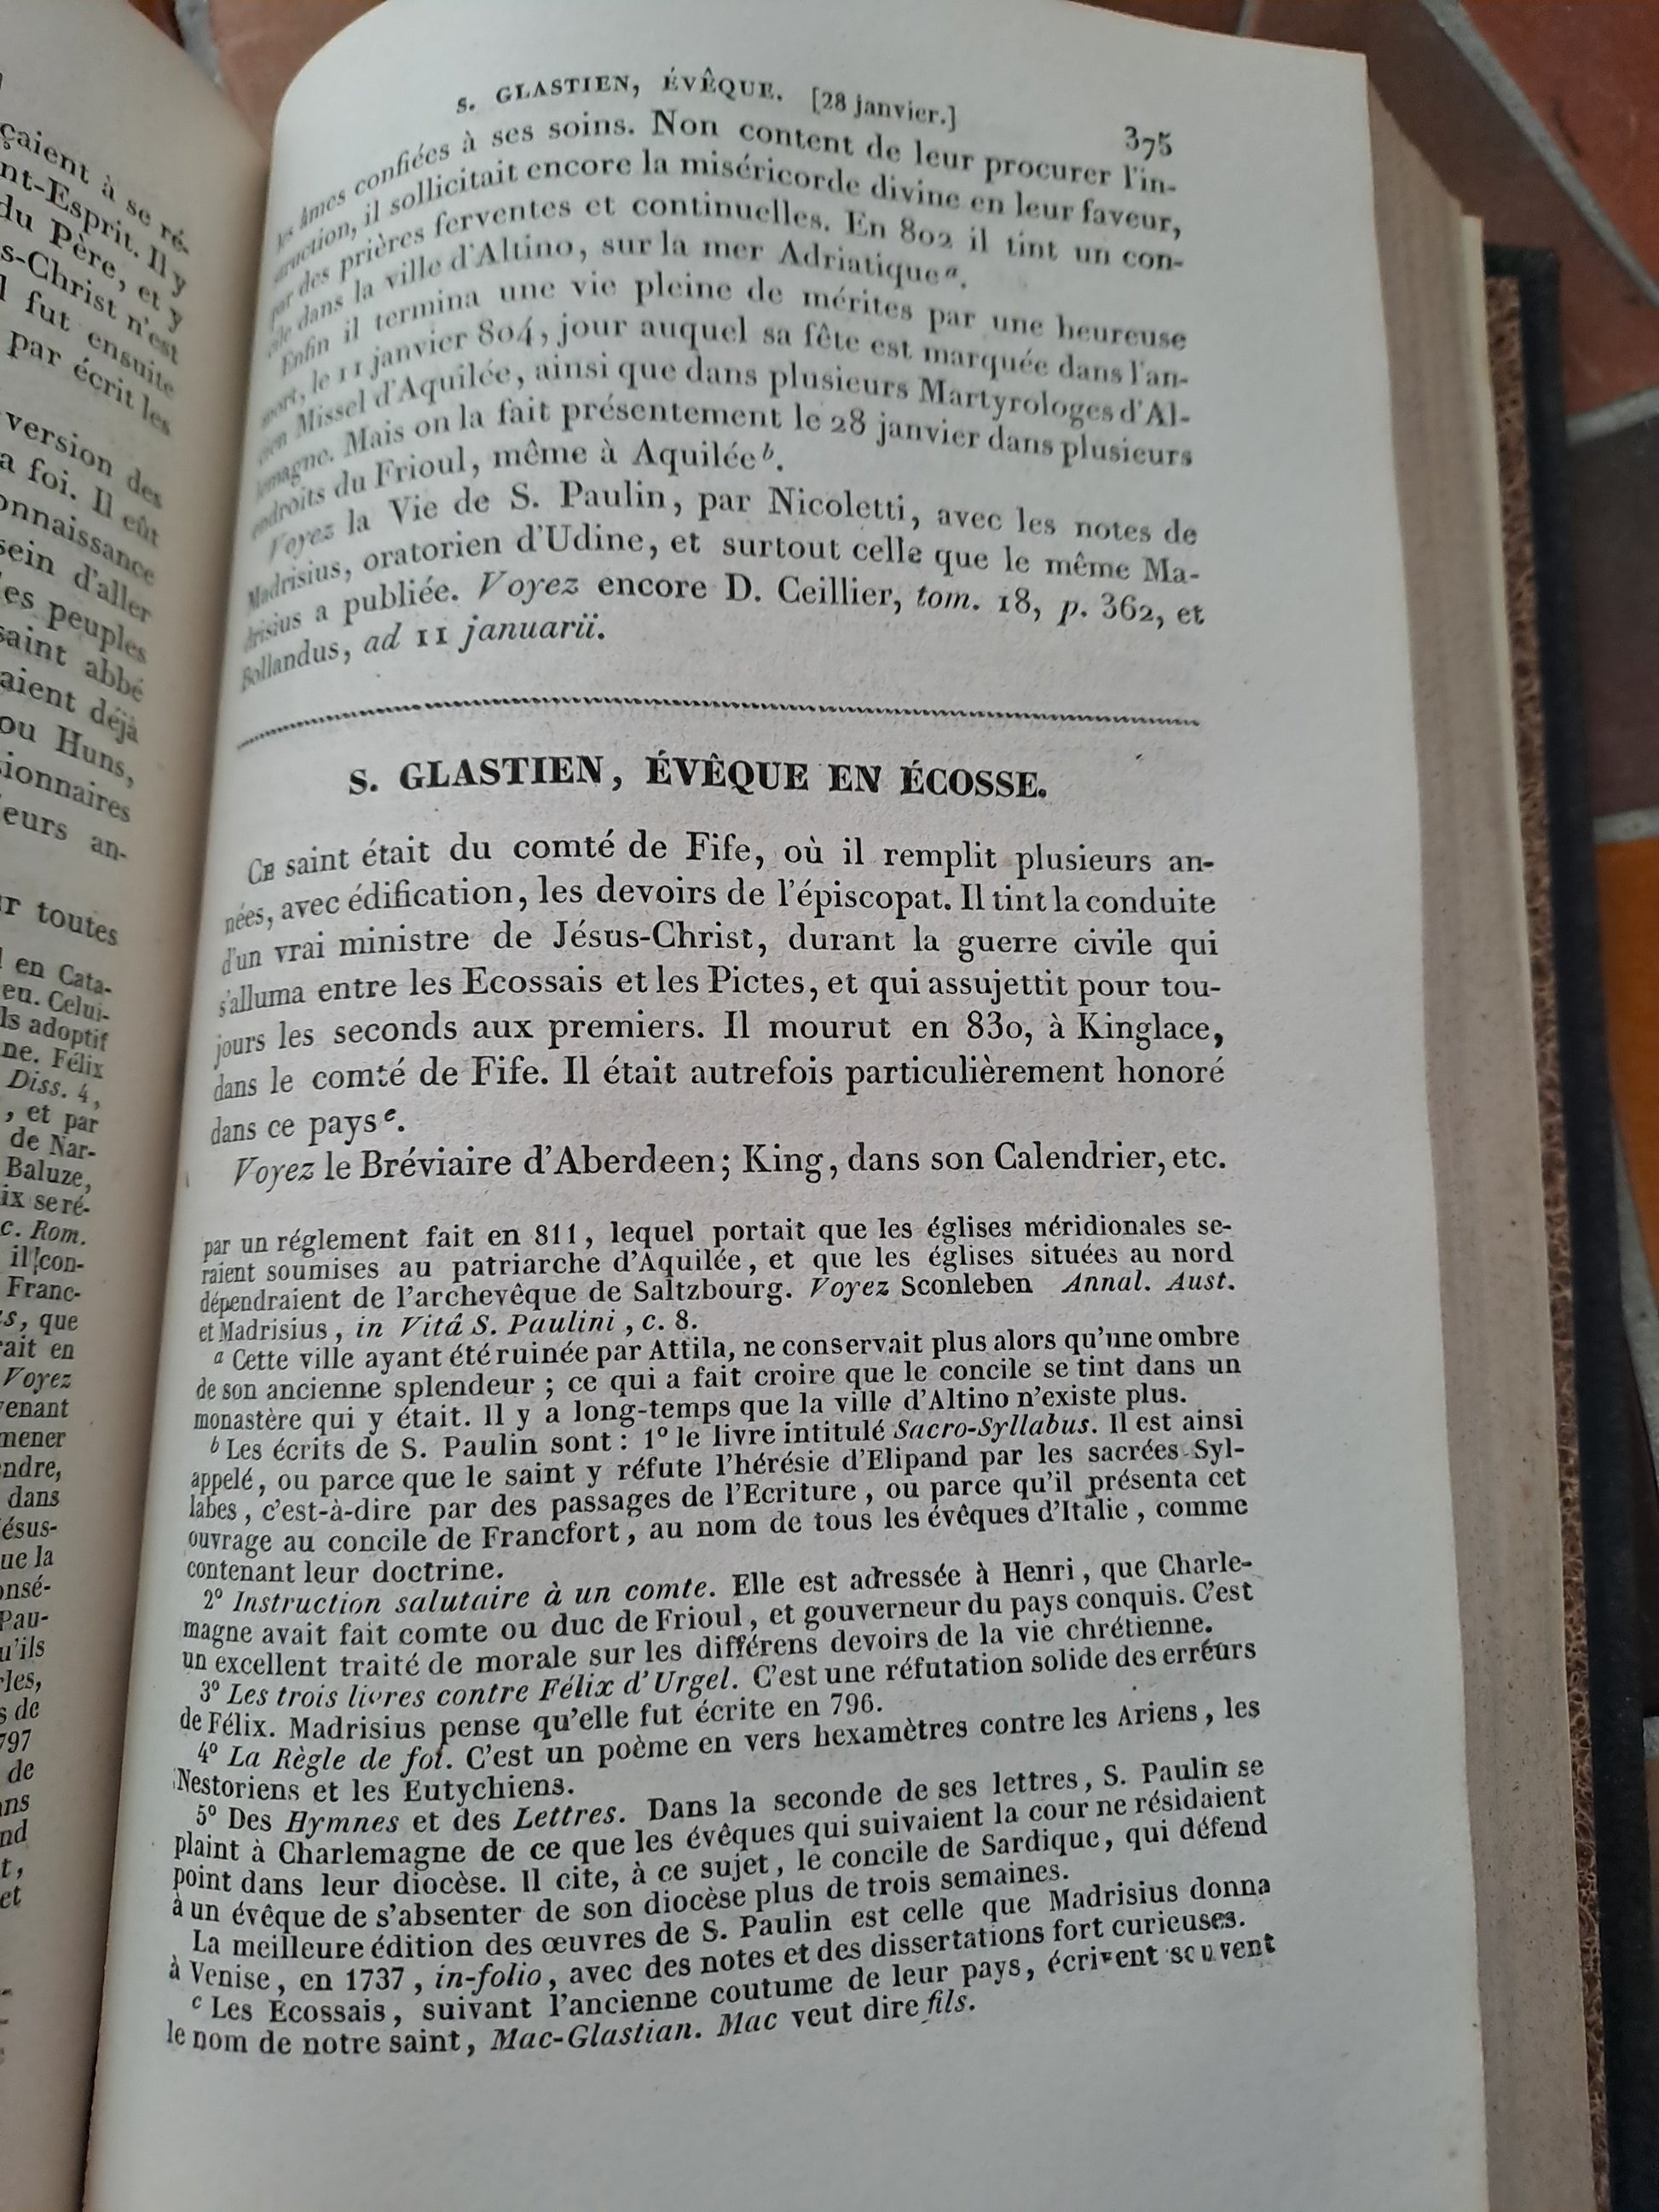 S. GLASTIEN, ÉVÊQUE. [28 janvier.] 375
les âmes confiées à ses soins. Non content de leur procurer l'in-
struction, il sollicitait encore la miséricorde divine en leur faveur,
par des prières ferventes et continuelles. En 802 il tint un con-
cile dans la ville d'Altino, sur la mer Adriatique a.
Enfin il termina une vie pleine de mérites par une heureuse
mort, le 11 janvier 804, jour auquel sa fête est marquée dans l'an-
cien Missel d'Aquilée, ainsi que dans plusieurs Martyrologes d'Al-
lemagne. Mais on la fait présentement le 28 janvier dans plusieurs
endroits du Frioul, même à Aquilée b.
Voyez la Vie de S. Paulin, par Nicoletti, avec les notes de
Madrisius, oratorien d'Udine, et surtout celle que le même Ma-
drisius a publiée. Voyez encore D. Ceillier, tom. 18, p. 362, et
Bollandus, ad 11 januarii.
S. GLASTIEN, ÉVÊQUE EN ÉCOSSE.
CE saint était du comté de Fife, où il remplit plusieurs an-
nées, avec édification, les devoirs de l'épiscopat. Il tint la conduite
d'un vrai ministre de Jésus-Christ, durant la guerre civile qui
s'alluma entre les Ecossais et les Pictes, et qui assujettit pour tou-
jours les seconds aux premiers. Il mourut en 830, à Kinglace,
dans le comté de Fife. Il était autrefois particulièrement honoré
dans ce pays c.
Voyez le Bréviaire d'Aberdeen; King, dans son Calendrier, etc.
par un réglement fait en 811, lequel portait que les églises méridionales se-
raient soumises au patriarche d'Aquilée, et que les églises situées au nord
dépendraient de l'archevêque de Saltzbourg. Voyez Sconleben Annal. Aust.
et Madrisius, in Vitâ S. Paulini, c. 8.
a Cette ville ayant été ruinée par Attila, ne conservait plus alors qu'une ombre
de son ancienne splendeur; ce qui a fait croire que le concile se tint dans un
monastère qui y était. Il y a long-temps que la ville d'Altino n'existe plus.
b Les écrits de S. Paulin sont: 1° le livre intitulé Sacro-Syllabus. Il est ainsi
appelé, ou parce que le saint y réfute l'hérésie d'Elipand par les sacrées Syl-
labes, c'est-à-dire par des passages de l'Ecriture, ou parce qu'il présenta cet
ouvrage au concile de Francfort, au nom de tous les évêques d'Italie, comme
contenant leur doctrine.
2° Instruction salutaire à un comte. Elle est adressée à Henri, que Charle-
magne avait fait comte ou duc de Frioul, et gouverneur du pays conquis. C'est
un excellent traité de morale sur les différens devoirs de la vie chrétienne.
3° Les trois livres contre Félix d'Urgel. C'est une réfutation solide des erreurs
de Félix. Madrisius pense qu'elle fut écrite en 796.
4° La Règle de foi. C'est un poème en vers hexamètres contre les Ariens, les
Nestoriens et les Eutychiens.
5° Des Hymnes et des Lettres. Dans la seconde de ses lettres, S. Paulin se
plaint à Charlemagne de ce que les évêques qui suivaient la cour ne résidaient
point dans leur diocèse. Il cite, à ce sujet, le concile de Sardique, qui défend
à un évêque de s'absenter de son diocèse plus de trois semaines.
La meilleure édition des œuvres de S. Paulin est celle que Madrisius donna
à Venise, en 1737, in-folio, avec des notes et des dissertations fort curieuses.
c Les Ecossais, suivant l'ancienne coutume de leur pays, écrivent souvent
le nom de notre saint, Mac-Glastian. Mac veut dire fils.